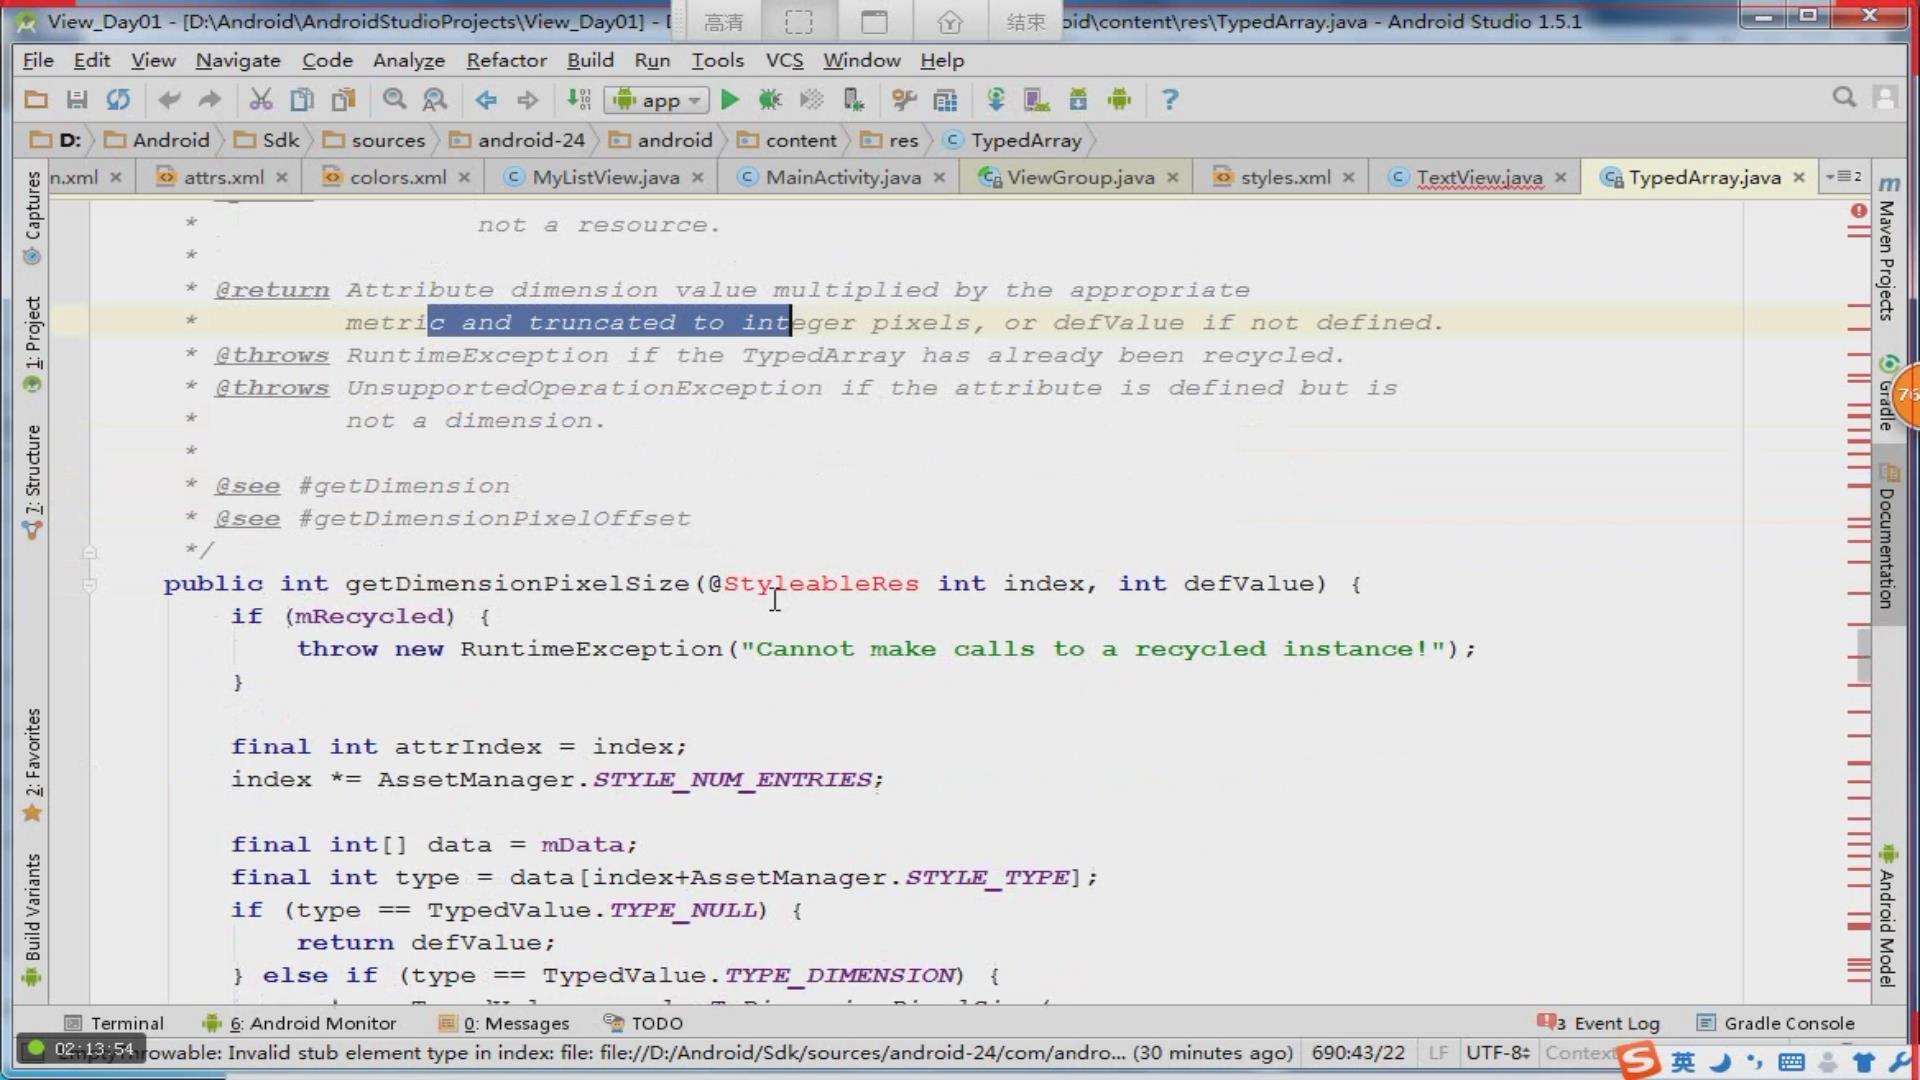 View_Day01 - [D:\Android\AndroidStudioProjects\View_Day01] - [
高清
结束
oid\content\res\TypedArray.java - Android Studio 1.5.1
File Edit View Navigate Code Analyze Refactor Build Run Tools VCS Window Help
app
D: Android Sdk sources android-24 android content res TypedArray
n.xml attrs.xml colors.xml MyListView.java MainActivity.java ViewGroup.java styles.xml TextView.java TypedArray.java 2
Captures
1: Project
7: Structure
2: Favorites
Build Variants
* not a resource.
*
* @return Attribute dimension value multiplied by the appropriate
* metric and truncated to integer pixels, or defValue if not defined.
* @throws RuntimeException if the TypedArray has already been recycled.
* @throws UnsupportedOperationException if the attribute is defined but is
* not a dimension.
*
* @see #getDimension
* @see #getDimensionPixelOffset
*/
public int getDimensionPixelSize(@StyleableRes int index, int defValue) {
if (mRecycled) {
throw new RuntimeException("Cannot make calls to a recycled instance!");
}
final int attrIndex = index;
index *= AssetManager.STYLE_NUM_ENTRIES;
final int[] data = mData;
final int type = data[index+AssetManager.STYLE_TYPE];
if (type == TypedValue.TYPE_NULL) {
return defValue;
} else if (type == TypedValue.TYPE_DIMENSION) {
m
Maven Projects
Gradle
76
Documentation
Android Model
Terminal 6: Android Monitor 0: Messages TODO 3 Event Log Gradle Console
02:13:54
hrowable: Invalid stub element type in index: file: file://D:/Android/Sdk/sources/android-24/com/andro... (30 minutes ago) 690:43/22 LF UTF-8 Context
S 英